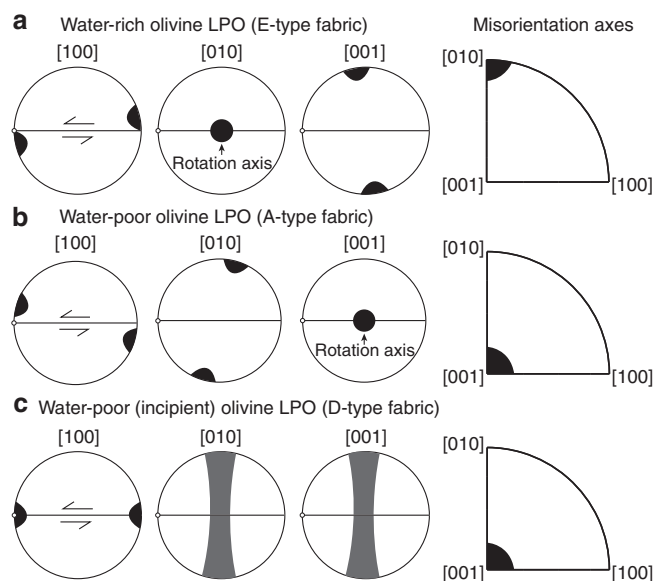 a Water-rich olivine LPO (E-type fabric) Misorientation axes
[100] [010] [001] [010]
Rotation axis
[001] [100]
b Water-poor olivine LPO (A-type fabric)
[100] [010] [001] [010]
Rotation axis
[001] [100]
c Water-poor (incipient) olivine LPO (D-type fabric)
[100] [010] [001] [010]
[001] [100]